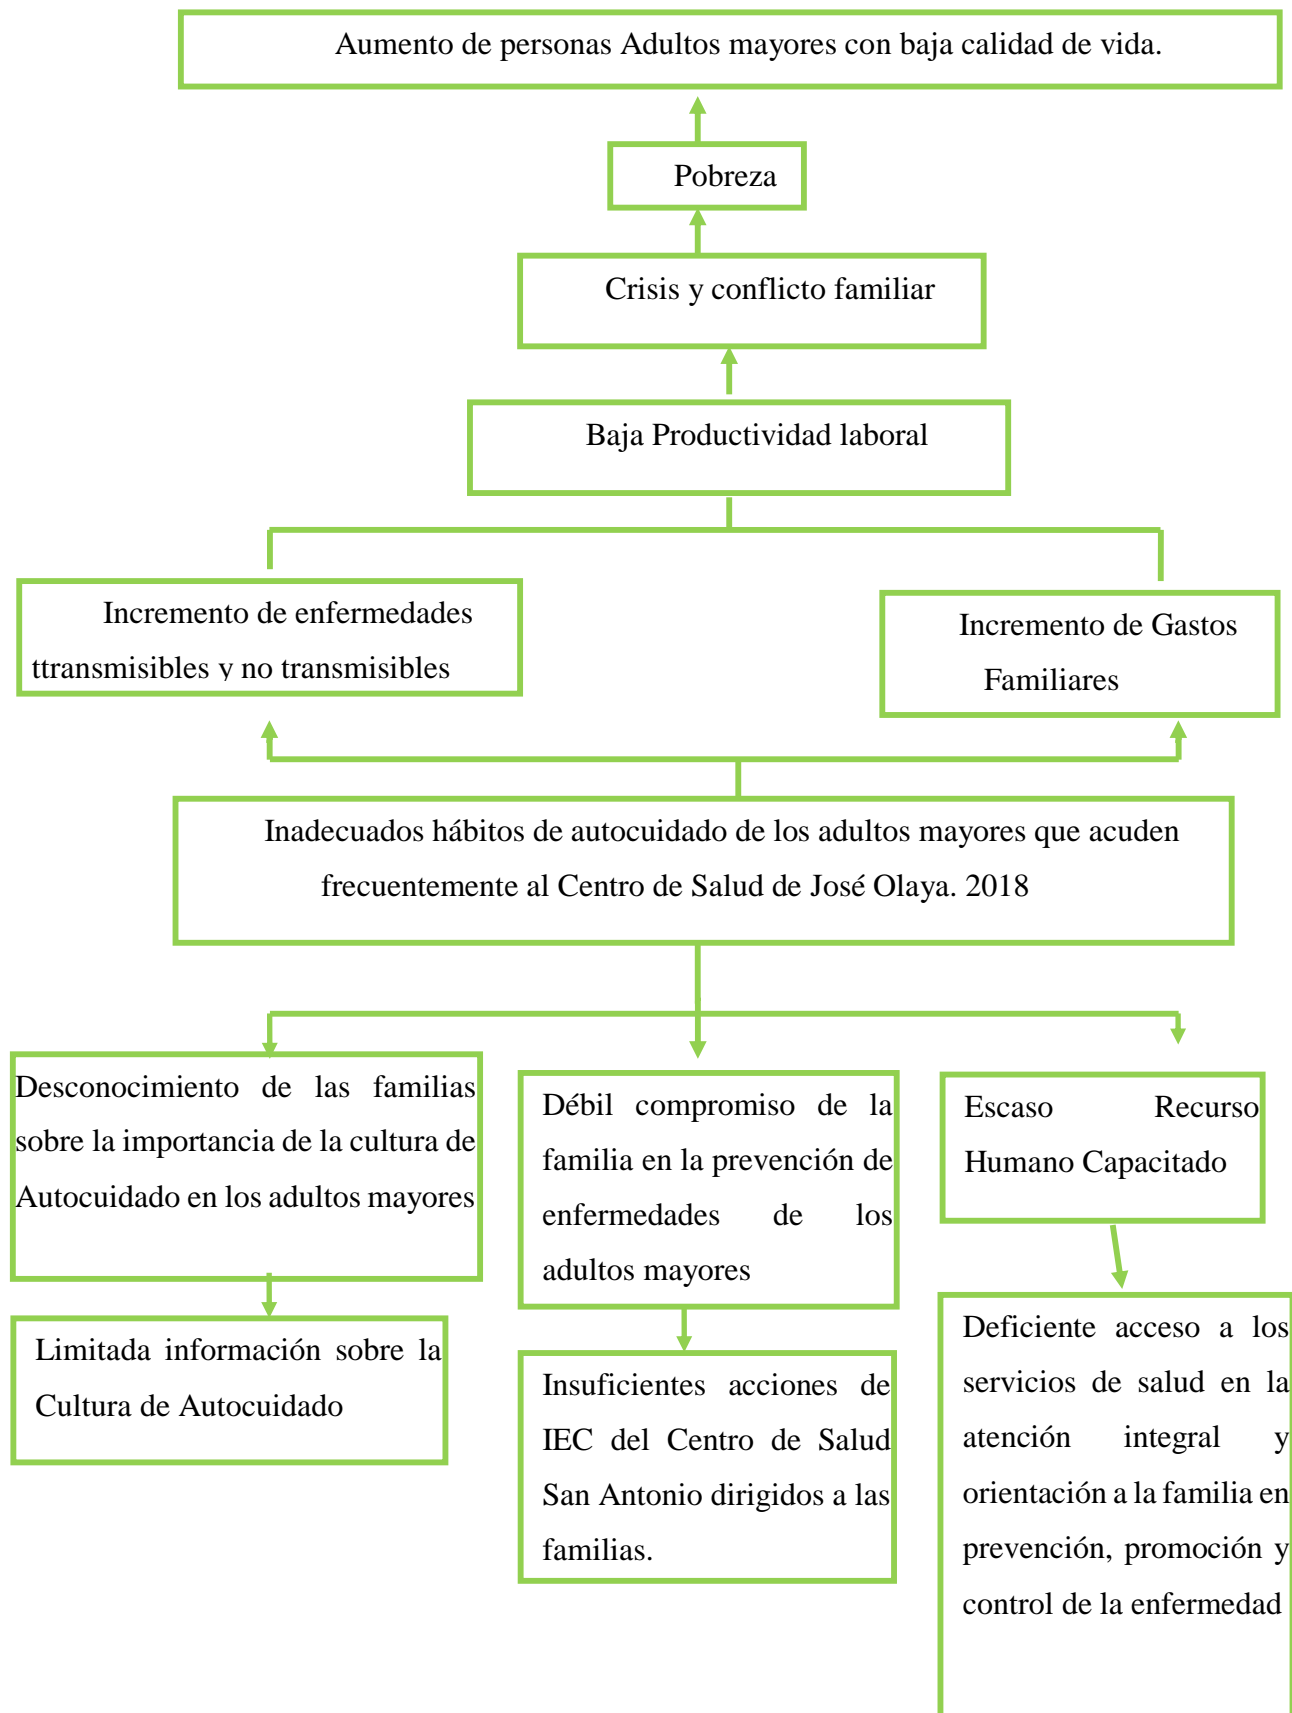 Aumento de personas Adultos mayores con baja calidad de vida.
Pobreza
Crisis y conflicto familiar
Baja Productividad laboral
Incremento de enfermedades
ttransmisibles y no transmisibles
Incremento de Gastos
Familiares
Inadecuados hábitos de autocuidado de los adultos mayores que acuden
frecuentemente al Centro de Salud de José Olaya. 2018
Desconocimiento de las familias
sobre la importancia de la cultura de
Autocuidado en los adultos mayores
Débil compromiso de la
familia en la prevención de
enfermedades de los
adultos mayores
Escaso Recurso
Humano Capacitado
Limitada información sobre la
Cultura de Autocuidado
Insuficientes acciones de
IEC del Centro de Salud
San Antonio dirigidos a las
familias.
Deficiente acceso a los
servicios de salud en la
atención integral y
orientación a la familia en
prevención, promoción y
control de la enfermedad